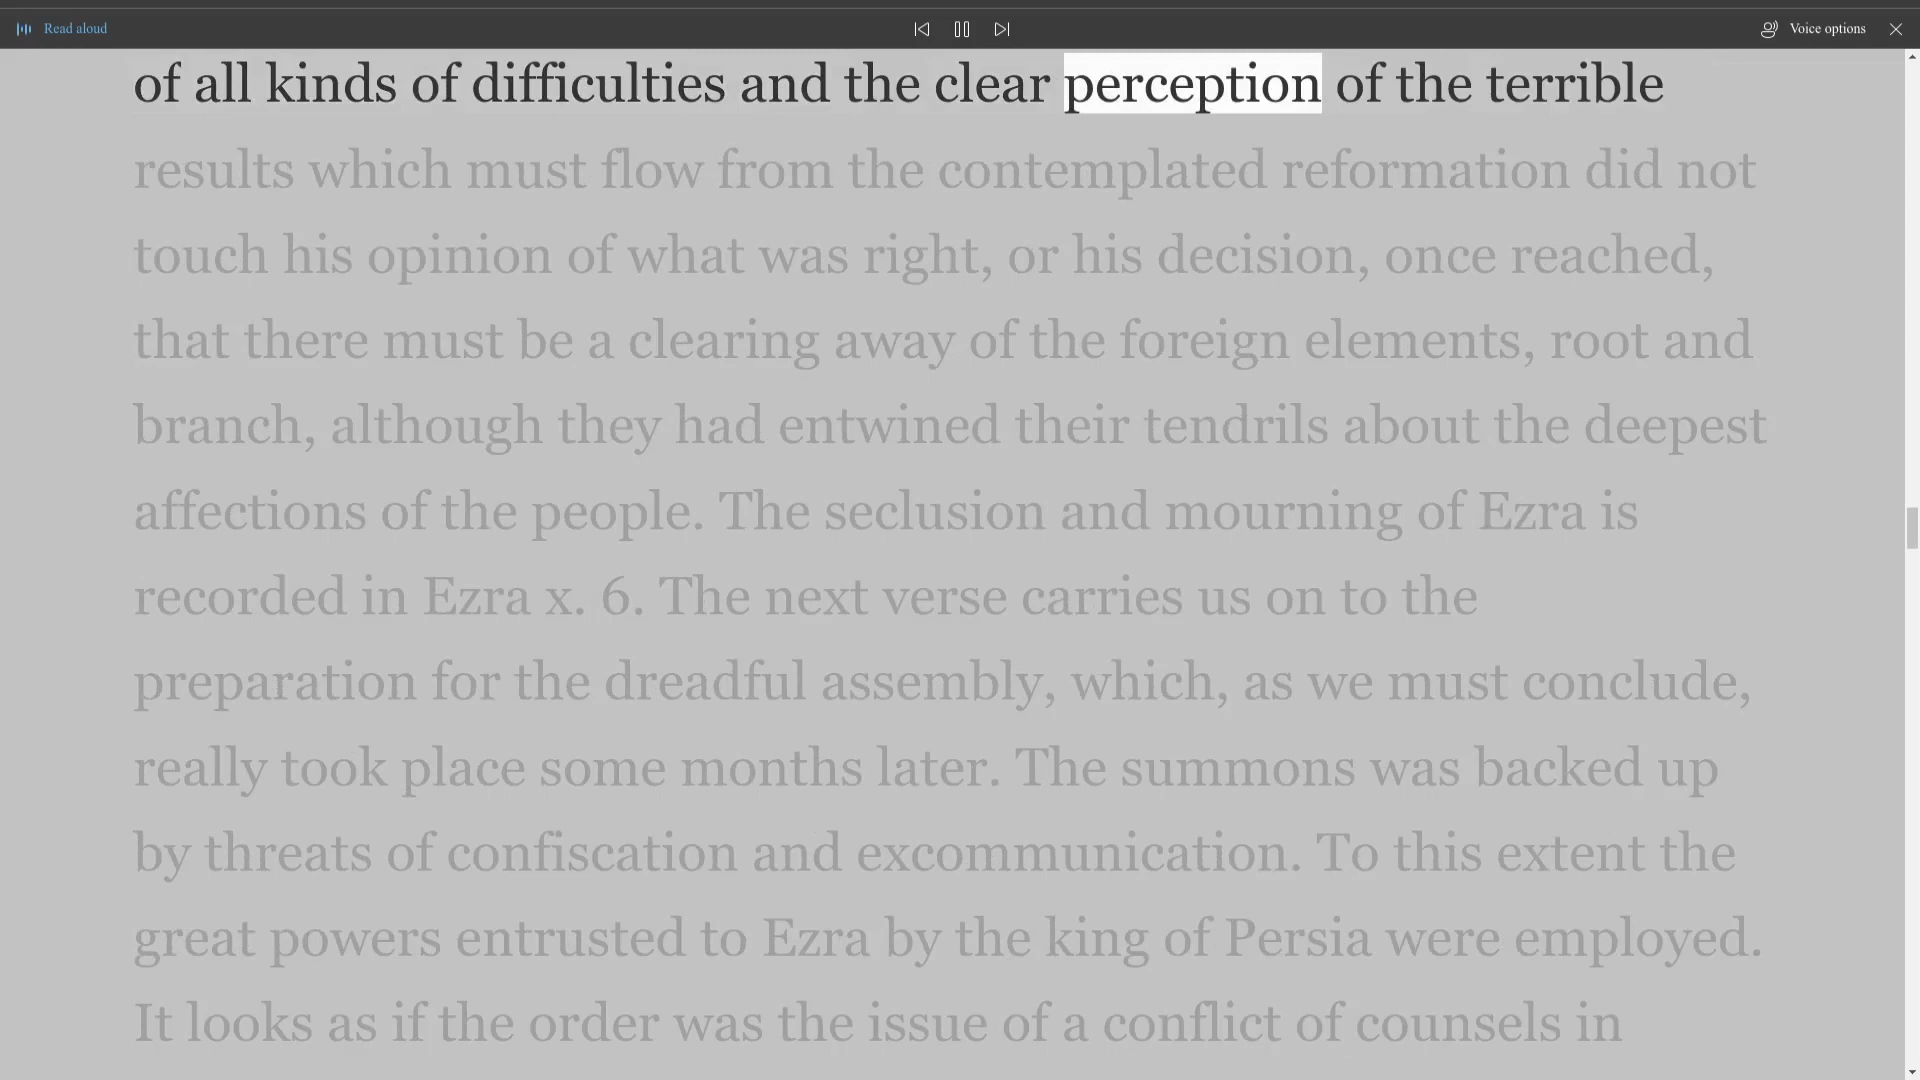 Read aloud
Voice options
of all kinds of difficulties and the clear perception of the terrible
results which must flow from the contemplated reformation did not
touch his opinion of what was right, or his decision, once reached,
that there must be a clearing away of the foreign elements, root and
branch, although they had entwined their tendrils about the deepest
affections of the people. The seclusion and mourning of Ezra is
recorded in Ezra x. 6. The next verse carries us on to the
preparation for the dreadful assembly, which, as we must conclude,
really took place some months later. The summons was backed up
by threats of confiscation and excommunication. To this extent the
great powers entrusted to Ezra by the king of Persia were employed.
It looks as if the order was the issue of a conflict of counsels in